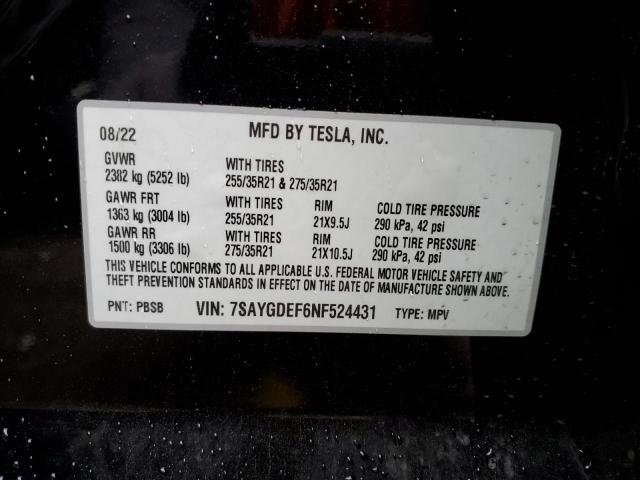 08/22 MFD BY TESLA, INC.
GVWR WITH TIRES
2382 kg (5252 lb) 255/35R21 & 275/35R21
GAWR FRT WITH TIRES RIM COLD TIRE PRESSURE
1363 kg (3004 lb) 255/35R21 21X9.5J 290 kPa, 42 psi
GAWR RR WITH TIRES RIM COLD TIRE PRESSURE
1500 kg (3306 lb) 275/35R21 21X10.5J 290 kPa, 42 psi
THIS VEHICLE CONFORMS TO ALL APPLICABLE U.S. FEDERAL MOTOR VEHICLE SAFETY AND
THEFT PREVENTION STANDARDS IN EFFECT ON THE DATE OF MANUFACTURE SHOWN ABOVE.
PNT: PBSB VIN: 7SAYGDEF6NF524431 TYPE: MPV